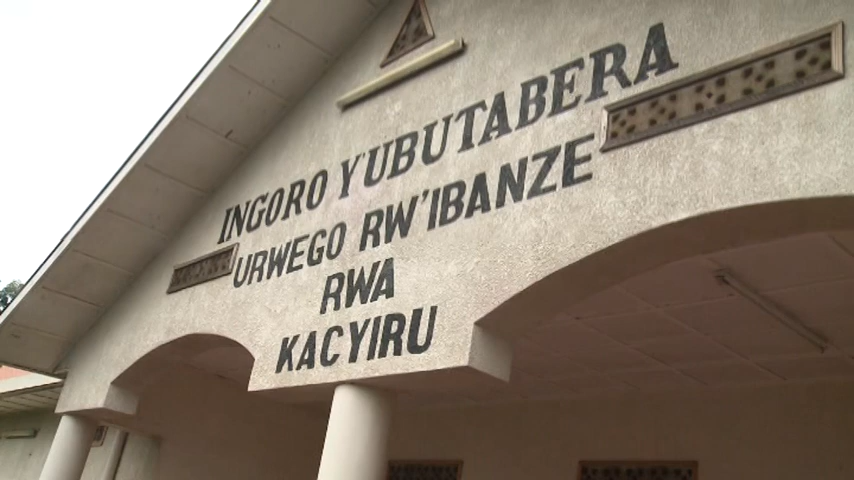 INGORO Y'UBUTABERA
URWEGO RW'IBANZE
RWA
KACYIRU